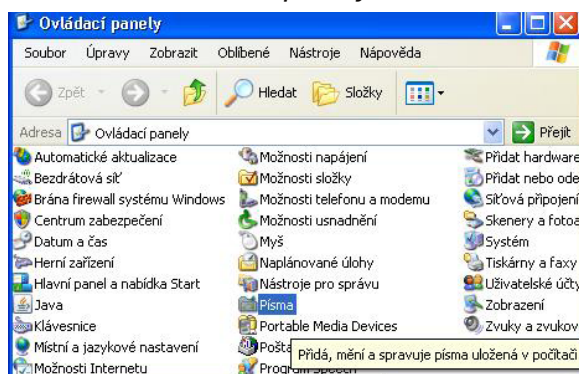 Ovládací panely
Soubor Úpravy Zobrazit Oblíbené Nástroje Nápověda
Zpět Hledat Složky
Adresa Ovládací panely Přejít
Automatické aktualizace Možnosti napájení Přidat hardware
Bezdrátová síť Možnosti složky Přidat nebo ode
Brána firewall systému Windows Možnosti telefonu a modemu Síťová připojení
Centrum zabezpečení Možnosti usnadnění Skenery a fotoa
Datum a čas Myš Systém
Herní zařízení Naplánované úlohy Tiskárny a faxy
Hlavní panel a nabídka Start Nástroje pro správu Uživatelské účty
Java Písma Zobrazení
Klávesnice Portable Media Devices Zvuky a zvukov
Místní a jazykové nastavení Pošta Přidá, mění a spravuje písma uložená v počítači
Možnosti Internetu Program Speech